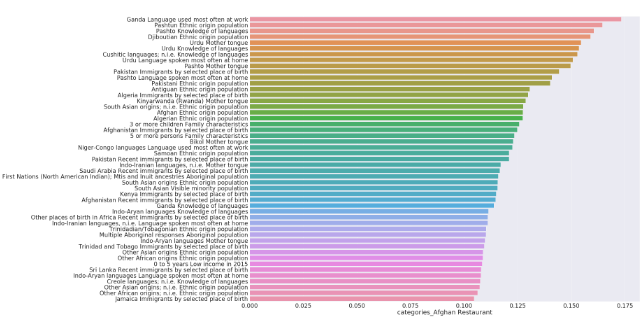 Ganda Language used most often at work
Pashtun Ethnic origin population
Pashto Knowledge of languages
Djiboutian Ethnic origin population
Urdu Mother tongue
Urdu Knowledge of languages
Cushitic languages; n.i.e. Knowledge of languages
Urdu Language spoken most often at home
Pashto Mother tongue
Pakistan Immigrants by selected place of birth
Pashto Language spoken most often at home
Pakistani Ethnic origin population
Antiguan Ethnic origin population
Algeria Immigrants by selected place of birth
Kinyarwanda (Rwanda) Mother tongue
South Asian origins; n.i.e. Ethnic origin population
Afghan Ethnic origin population
Algerian Ethnic origin population
3 or more children Family characteristics
Afghanistan Immigrants by selected place of birth
5 or more persons Family characteristics
Bikol Mother tongue
Niger-Congo languages Language used most often at work
Samoan Ethnic origin population
Pakistan Recent immigrants by selected place of birth
Indo-Iranian languages, n.i.e. Mother tongue
Saudi Arabia Recent immigrants by selected place of birth
First Nations (North American Indian); Mtis and Inuit ancestries Aboriginal population
South Asian origins Ethnic origin population
South Asian Visible minority population
Kenya Immigrants by selected place of birth
Afghanistan Recent immigrants by selected place of birth
Ganda Knowledge of languages
Indo-Aryan languages Knowledge of languages
Other places of birth in Africa Recent immigrants by selected place of birth
Indo-Iranian languages; n.i.e. Language spoken most often at home
Trinidadian/Tobagonian Ethnic origin population
Multiple Aboriginal responses Aboriginal population
Indo-Aryan languages Mother tongue
Trinidad and Tobago Immigrants by selected place of birth
Other Asian origins Ethnic origin population
Other African origins Ethnic origin population
0 to 5 years Low income in 2015
Sri Lanka Recent immigrants by selected place of birth
Indo-Aryan languages Language spoken most often at home
Creole languages; n.i.e. Knowledge of languages
Other Asian origins; n.i.e. Ethnic origin population
Other African origins; n.i.e. Ethnic origin population
Jamaica Immigrants by selected place of birth
0.000 0.025 0.050 0.075 0.100 0.125 0.150 0.175
categories_Afghan Restaurant